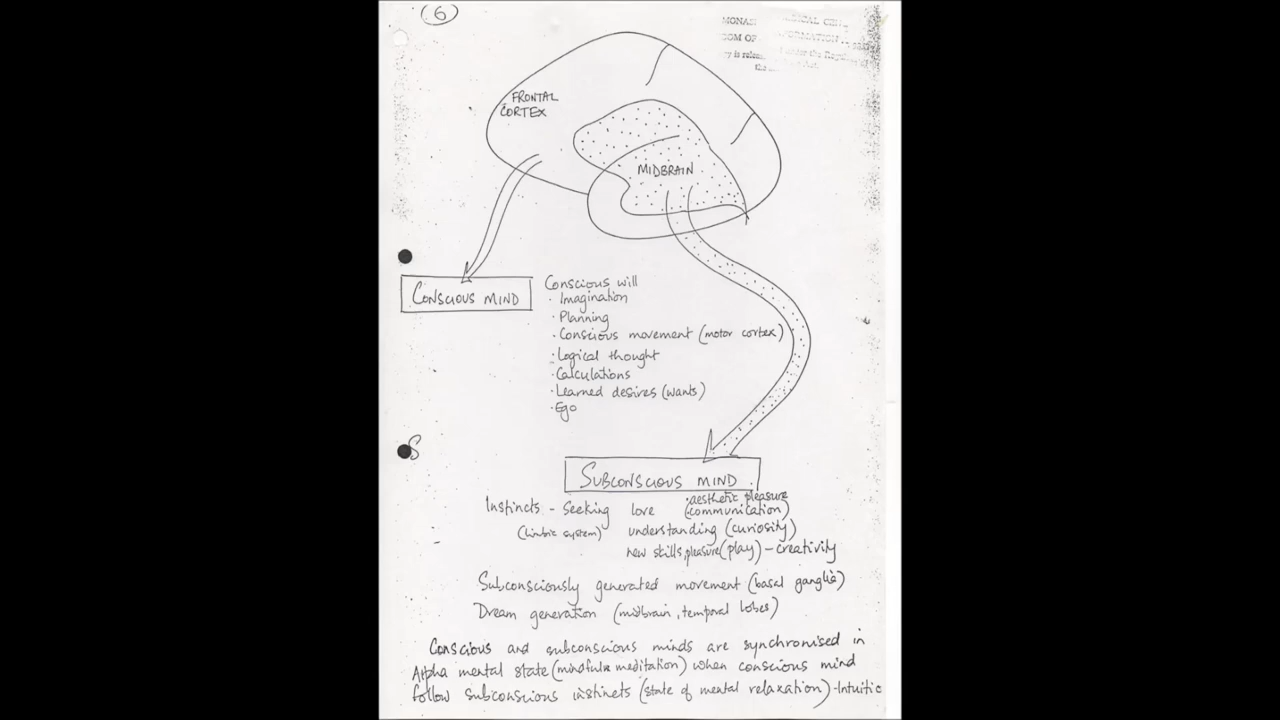 6
MONAS
FORMATION
FRONTAL
CORTEX
MIDBRAIN
CONSCIOUS MIND
Conscious will
· Imagination
· Planning
· Conscious movement (motor cortex)
· Logical thought
· Calculations
· Learned desires (wants)
· Ego
S
SUBCONSCIOUS MIND
· aesthetic pleasure
Instincts - Seeking love (communication)
(limbic system) understanding (curiosity)
new skills, pleasure (play) - creativity
Subconsciously generated movement (basal ganglia)
Dream generation (midbrain, temporal lobes)
Conscious and subconscious minds are synchronised in
Alpha mental state (mindful meditation) when conscious mind
follow subconscious instincts (state of mental relaxation) - Intuitio